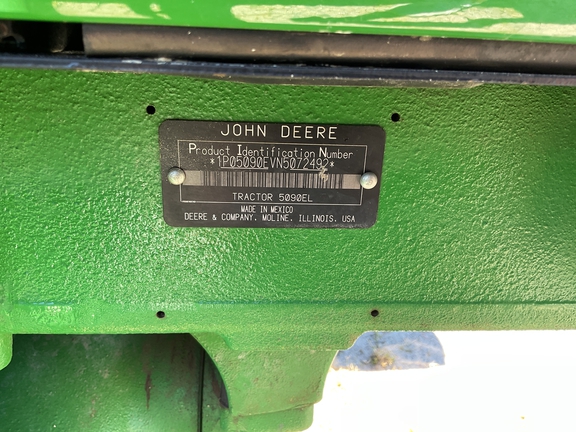 JOHN DEERE
Product Identification Number
*1P05090EVN5072492*
TRACTOR 5090EL
MADE IN MEXICO
DEERE & COMPANY, MOLINE, ILLINOIS, USA